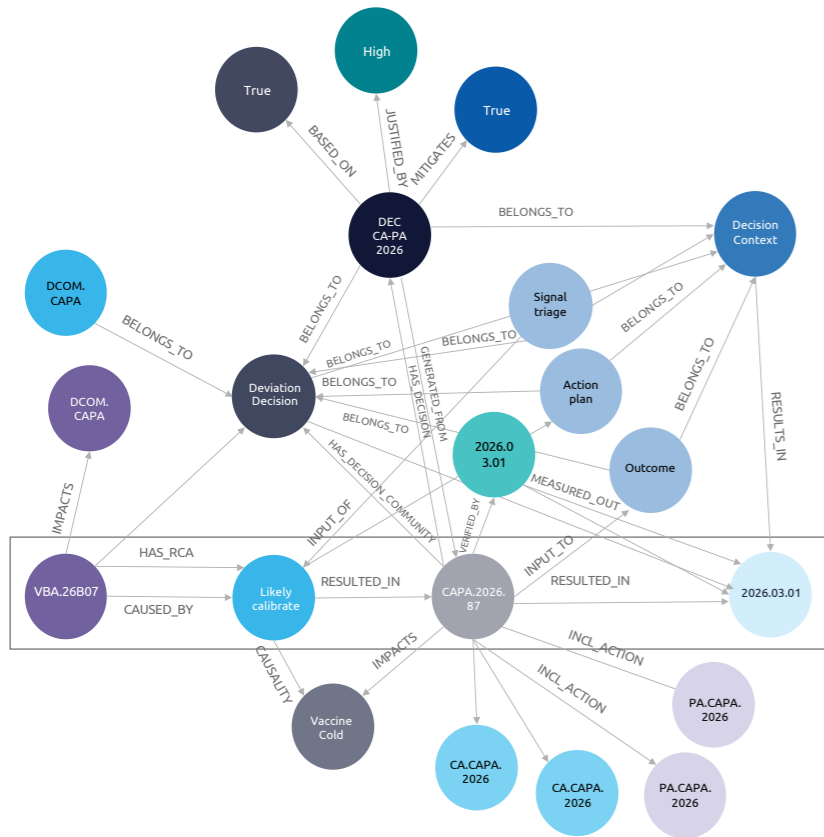 High
True
True
JUSTIFIED_BY
BASED_ON
MITIGATES
DEC
CA-PA
2026
BELONGS_TO
Decision
Context
DCOM.
CAPA
BELONGS_TO
BELONGS_TO
Signal
triage
BELONGS_TO
BELONGS_TO
BELONGS_TO
DCOM.
CAPA
Deviation
Decision
BELONGS_TO
HAS_DECISION
GENERATED_FROM
Action
plan
BELONGS_TO
BELONGS_TO
RESULTS_IN
2026.0
3.01
Outcome
IMPACTS
HAS_DECISION_COMMUNITY
MEASURED_OUT
INPUT_OF
VERIFIED_BY
INPUT_TO
HAS_RCA
VBA.26B07
CAUSED_BY
Likely
calibrate
RESULTED_IN
CAPA.2026.
87
RESULTED_IN
2026.03.01
CAUSALITY
IMPACTS
INCL_ACTION
INCL_ACTION
Vaccine
Cold
PA.CAPA.
2026
CA.CAPA.
2026
CA.CAPA.
2026
PA.CAPA.
2026